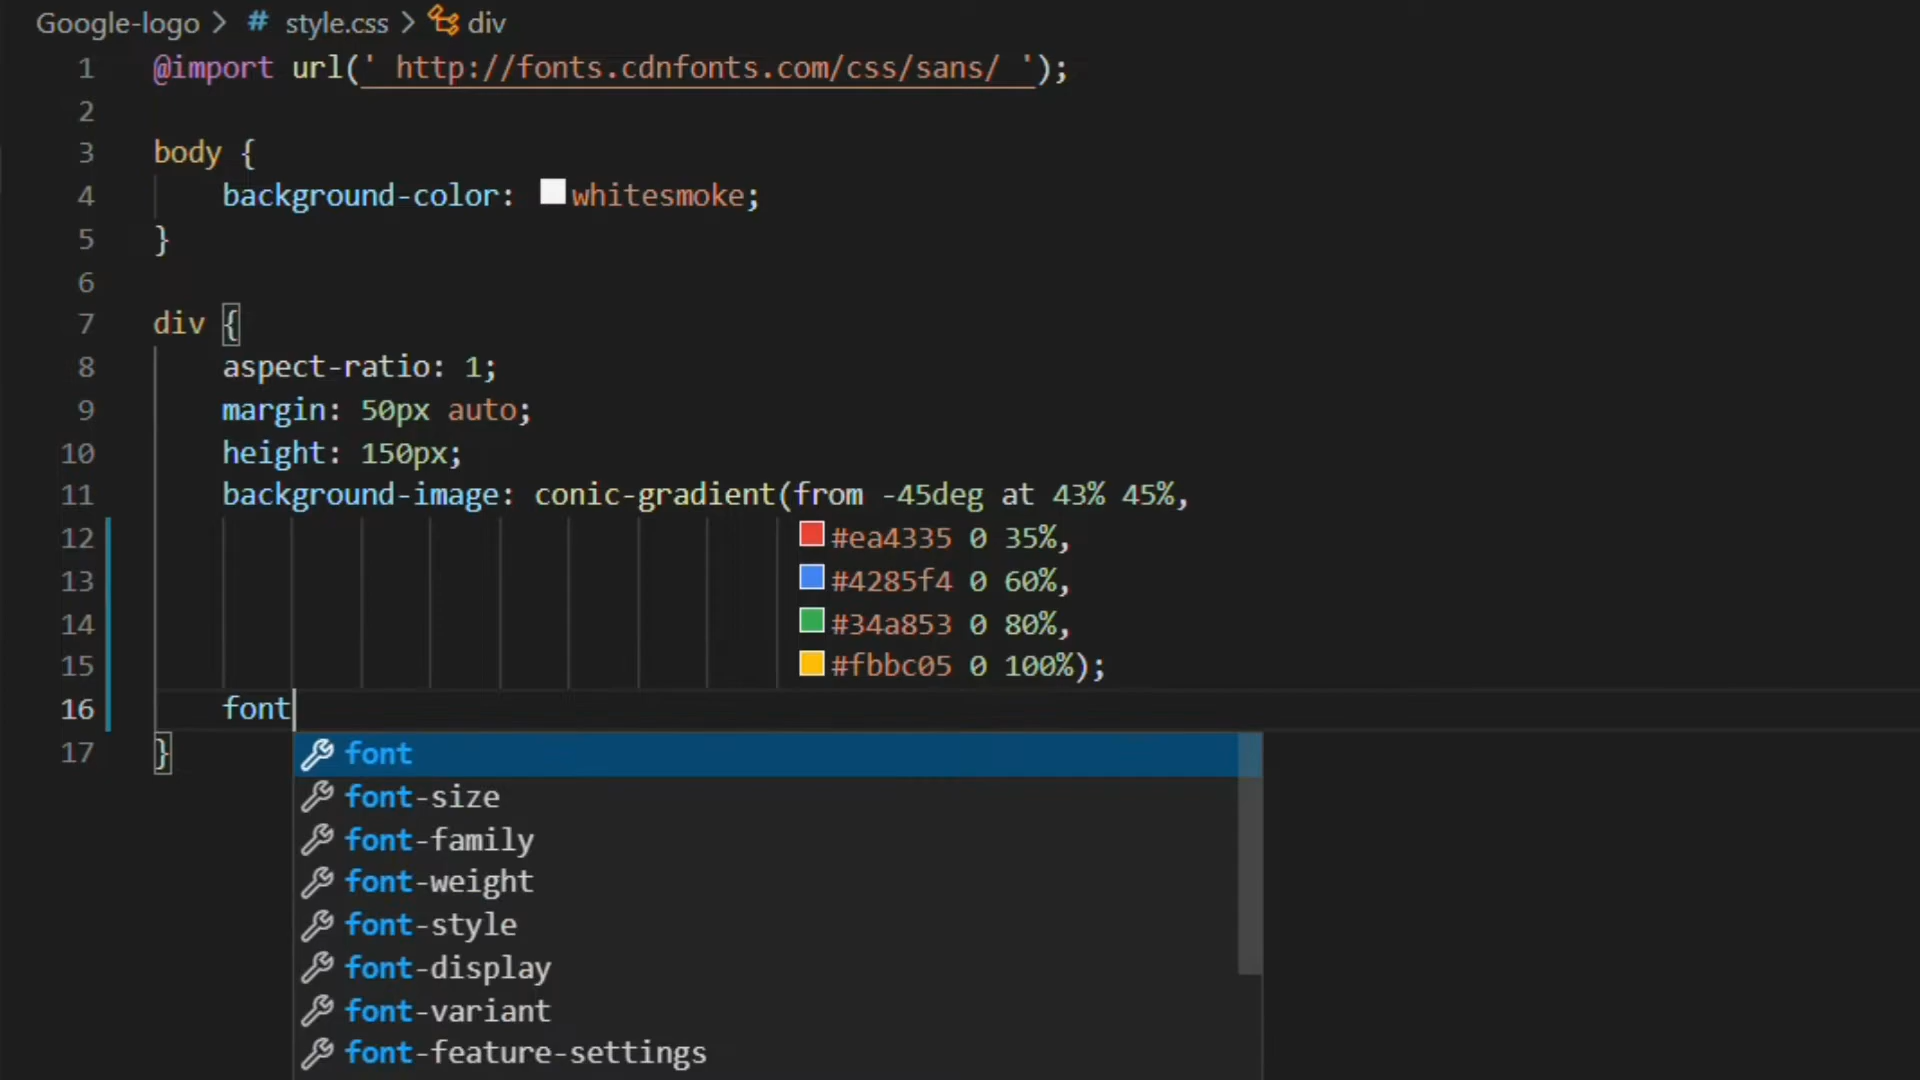 Google-logo > # style.css > div
1 @import url(' http://fonts.cdnfonts.com/css/sans/ ');
2
3 body {
4 background-color: whitesmoke;
5 }
6
7 div {
8 aspect-ratio: 1;
9 margin: 50px auto;
10 height: 150px;
11 background-image: conic-gradient(from -45deg at 43% 45%,
12 #ea4335 0 35%,
13 #4285f4 0 60%,
14 #34a853 0 80%,
15 #fbbc05 0 100%);
16 font
17 }
font
font-size
font-family
font-weight
font-style
font-display
font-variant
font-feature-settings